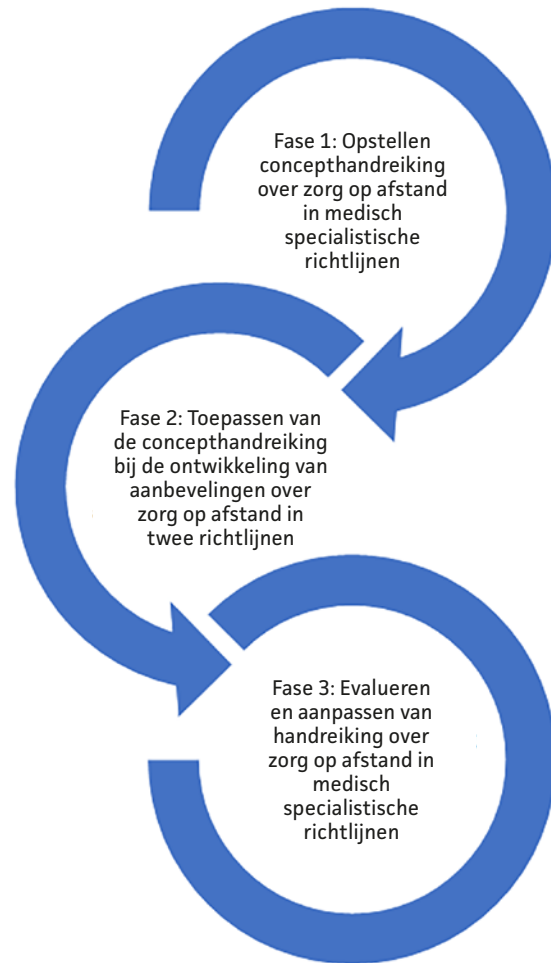 Fase 1: Opstellen
concepthandreiking
over zorg op afstand
in medisch
specialistische
richtlijnen
Fase 2: Toepassen van
de concepthandreiking
bij de ontwikkeling van
aanbevelingen over
zorg op afstand in
twee richtlijnen
Fase 3: Evalueren
en aanpassen van
handreiking over
zorg op afstand in
medisch
specialistische
richtlijnen